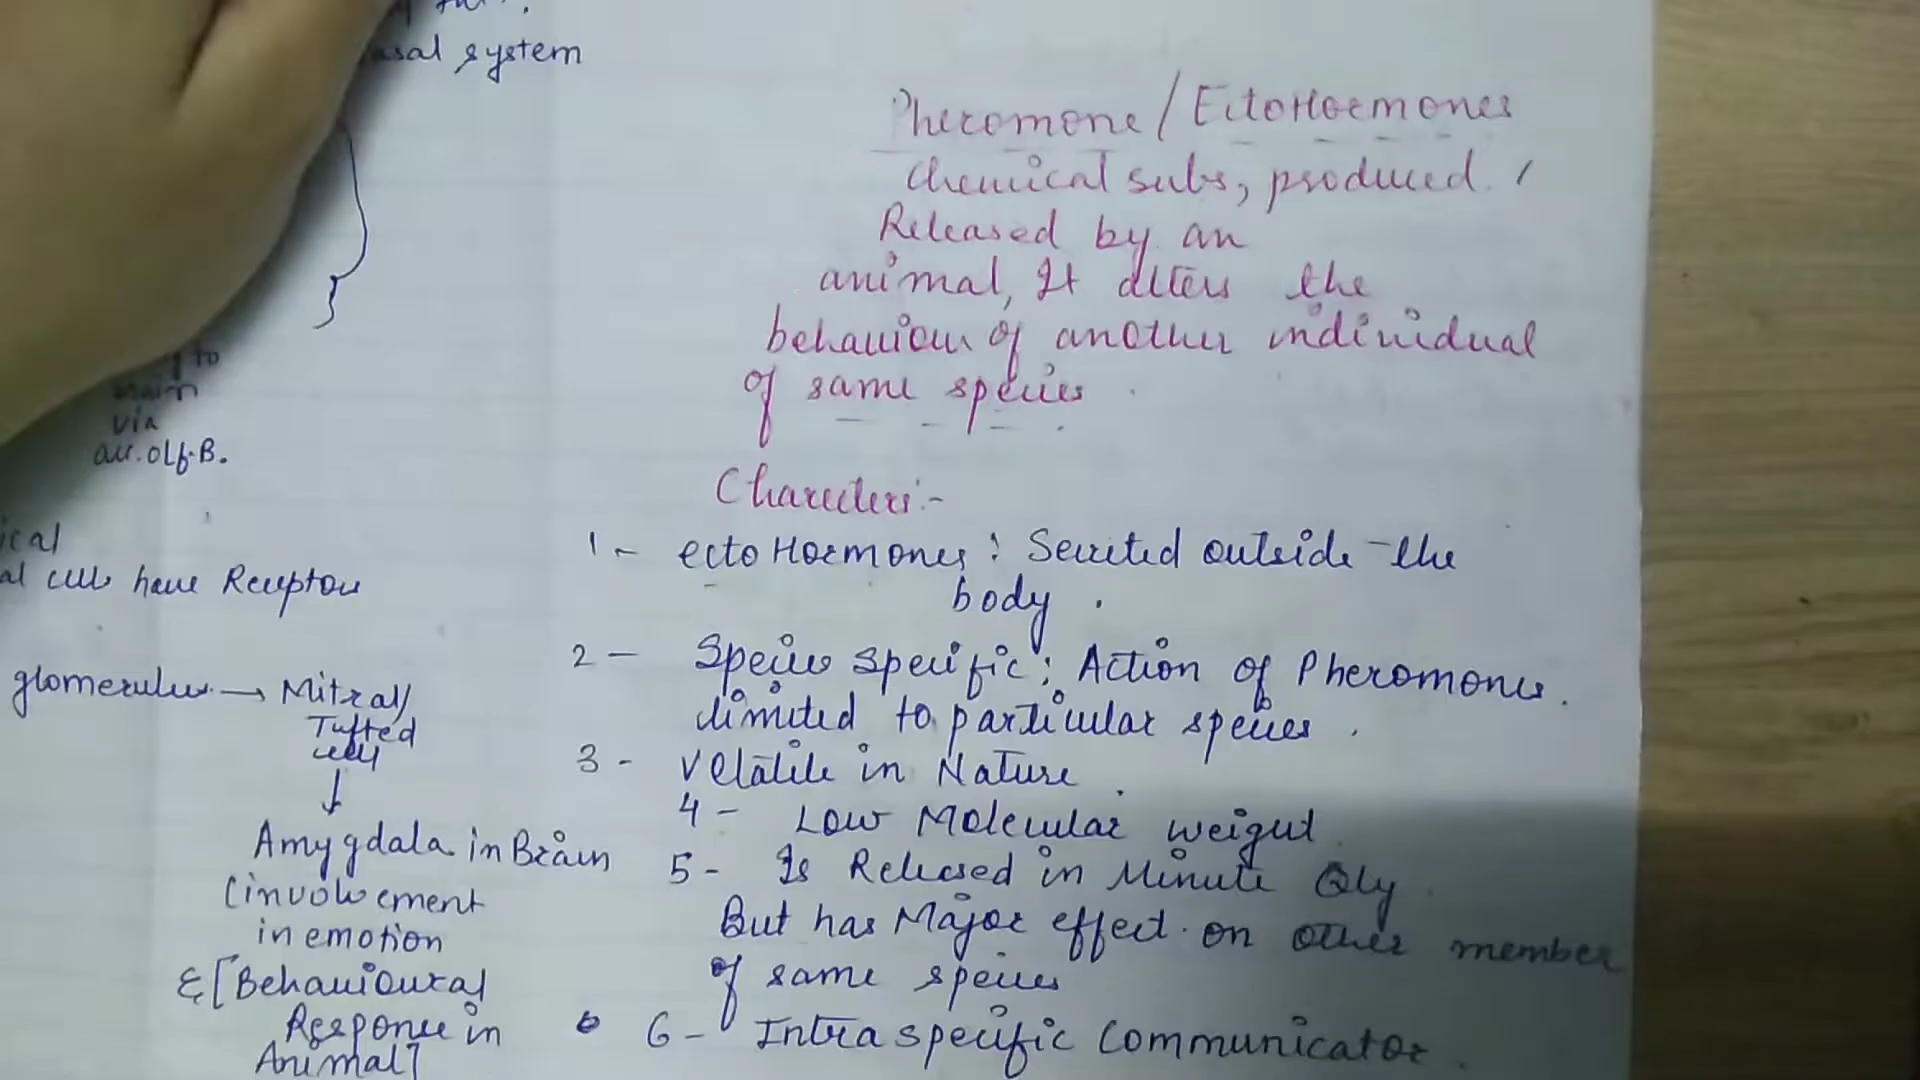 system
to
via
acc. olf. B.
ical
al cells have Receptors
glomerulus → Mitral/
Tufted
cells
↓
Amygdala in Brain
(involvement
in emotion
& [Behavioural
Response in
Animal]
Pheromone / EctoHormones
Chemical subs, produced /
Released by an
animal, It alters the
behaviour of another individual
of same species.
Characters:-
1- ectoHormones: Secreted outside the
body.
2- Species specific; Action of Pheromones.
limited to particular species.
3- Volatile in Nature.
4- Low Molecular weight.
5- Is Released in Minute Qty
But has Major effect on other member
of same species
6- Intraspecific Communicator.